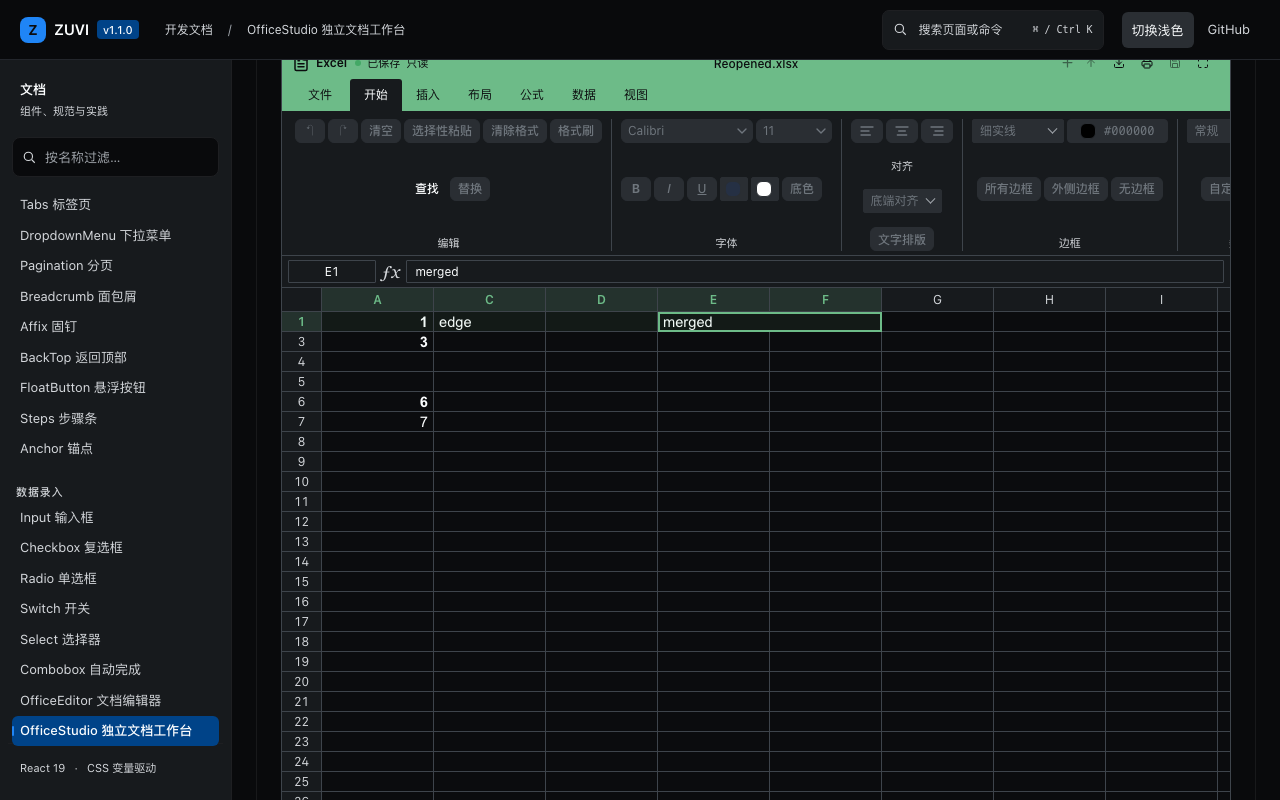 Z ZUVI v1.1.0 开发文档 / OfficeStudio 独立文档工作台 搜索页面或命令 ⌘ / Ctrl K 切换浅色 GitHub
文档
组件、规范与实践
按名称过滤...
Tabs 标签页
DropdownMenu 下拉菜单
Pagination 分页
Breadcrumb 面包屑
Affix 固钉
BackTop 返回顶部
FloatButton 悬浮按钮
Steps 步骤条
Anchor 锚点
数据录入
Input 输入框
Checkbox 复选框
Radio 单选框
Switch 开关
Select 选择器
Combobox 自动完成
OfficeEditor 文档编辑器
OfficeStudio 独立文档工作台
React 19 · CSS 变量驱动
Excel 已保存 只读 Reopened.xlsx
文件 开始 插入 布局 公式 数据 视图
清空 选择性粘贴 清除格式 格式刷
查找 替换
编辑
Calibri 11
B I U 底色
字体
对齐
底端对齐
文字排版
细实线 #000000
所有边框 外侧边框 无边框
边框
常规
自定
E1 fx merged
A C D E F G H I
1 1 edge merged
3 3
4
5
6 6
7 7
8
9
10
11
12
13
14
15
16
17
18
19
20
21
22
23
24
25
26